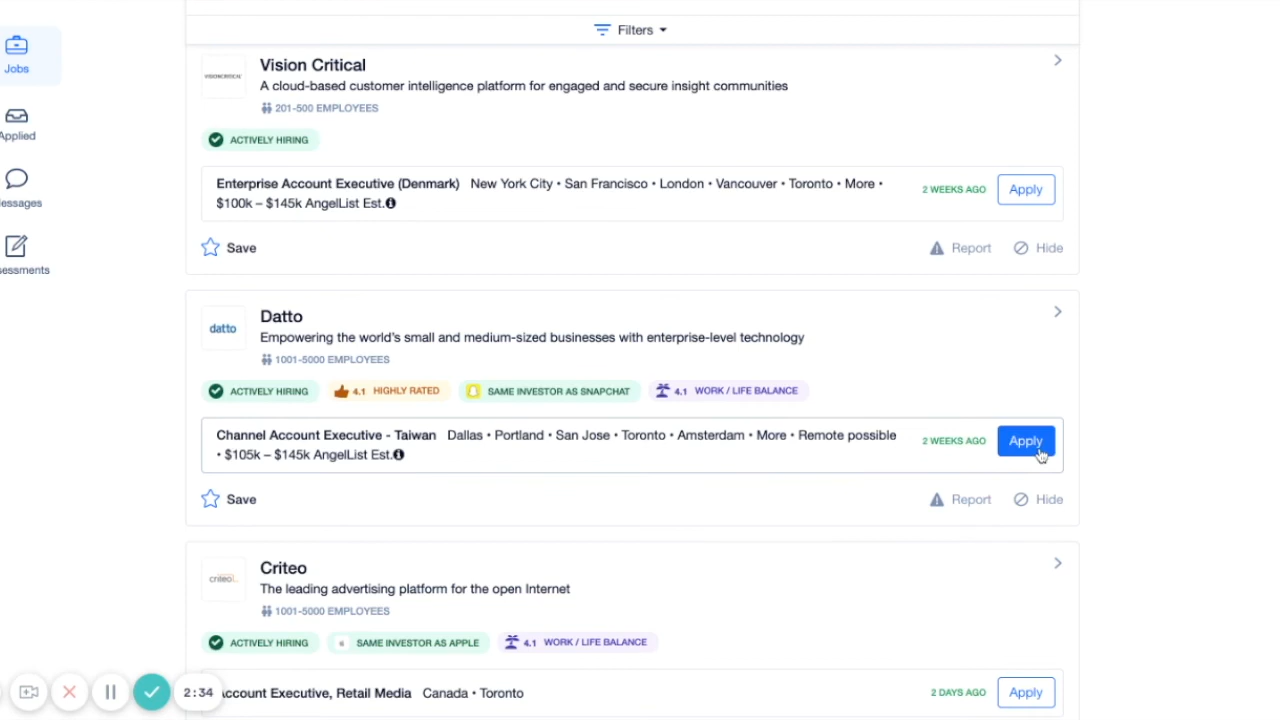 Filters
Jobs
Applied
essages
sessments
VISIONCRITICAL
Vision Critical
A cloud-based customer intelligence platform for engaged and secure insight communities
201-500 EMPLOYEES
ACTIVELY HIRING
Enterprise Account Executive (Denmark) New York City • San Francisco • London • Vancouver • Toronto • More •
$100k – $145k AngelList Est.
2 WEEKS AGO
Apply
Save
Report
Hide
datto
Datto
Empowering the world's small and medium-sized businesses with enterprise-level technology
1001-5000 EMPLOYEES
ACTIVELY HIRING
4.1 HIGHLY RATED
SAME INVESTOR AS SNAPCHAT
4.1 WORK / LIFE BALANCE
Channel Account Executive - Taiwan Dallas • Portland • San Jose • Toronto • Amsterdam • More • Remote possible
• $105k – $145k AngelList Est.
2 WEEKS AGO
Apply
Save
Report
Hide
criteo
Criteo
The leading advertising platform for the open Internet
1001-5000 EMPLOYEES
ACTIVELY HIRING
SAME INVESTOR AS APPLE
4.1 WORK / LIFE BALANCE
2:34
Account Executive, Retail Media Canada • Toronto
2 DAYS AGO
Apply